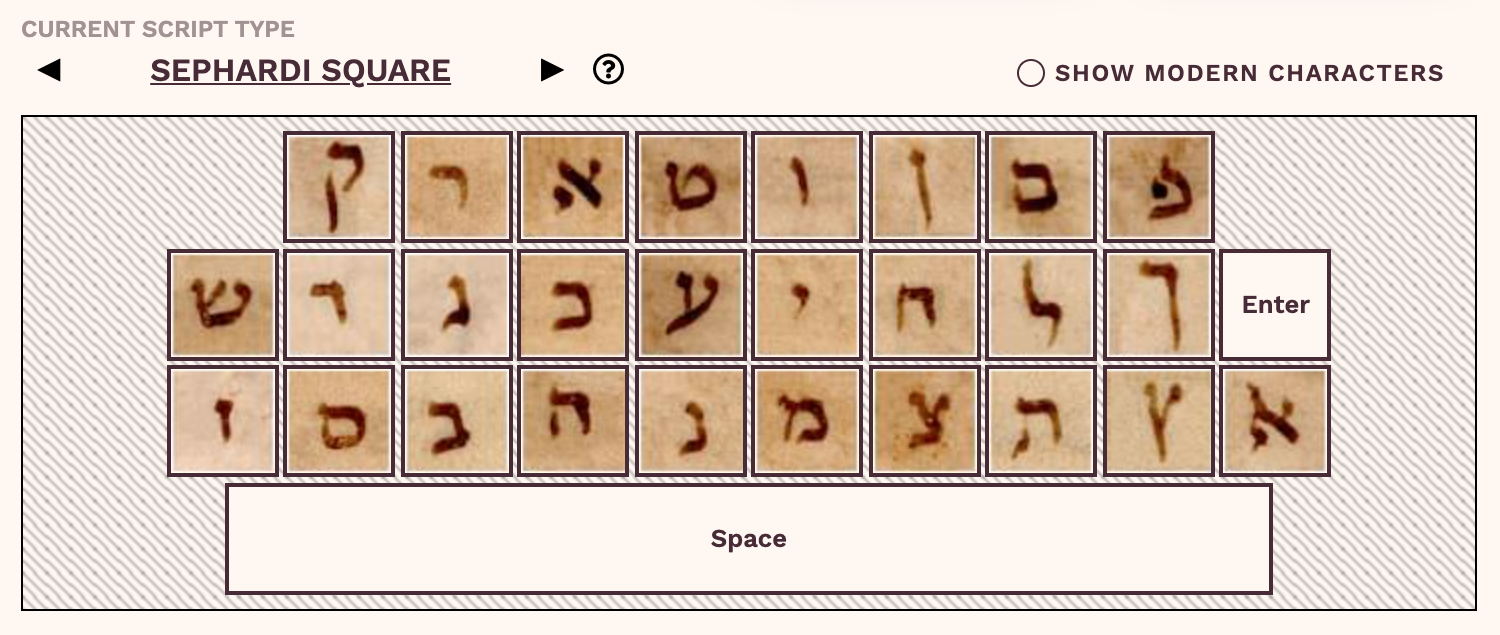 CURRENT SCRIPT TYPE
◀ SEPHARDI SQUARE ▶ ? SHOW MODERN CHARACTERS
ק ר א ט ו ן ם פ
ש ד ג כ ע י ח ל ך Enter
ז ס ב ה נ מ צ ת ץ א
Space